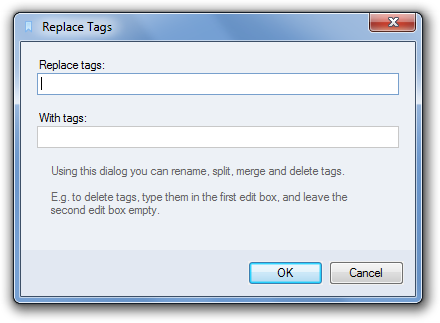 Replace Tags
Replace tags:
With tags:
Using this dialog you can rename, split, merge and delete tags.
E.g. to delete tags, type them in the first edit box, and leave the
second edit box empty.
OK
Cancel